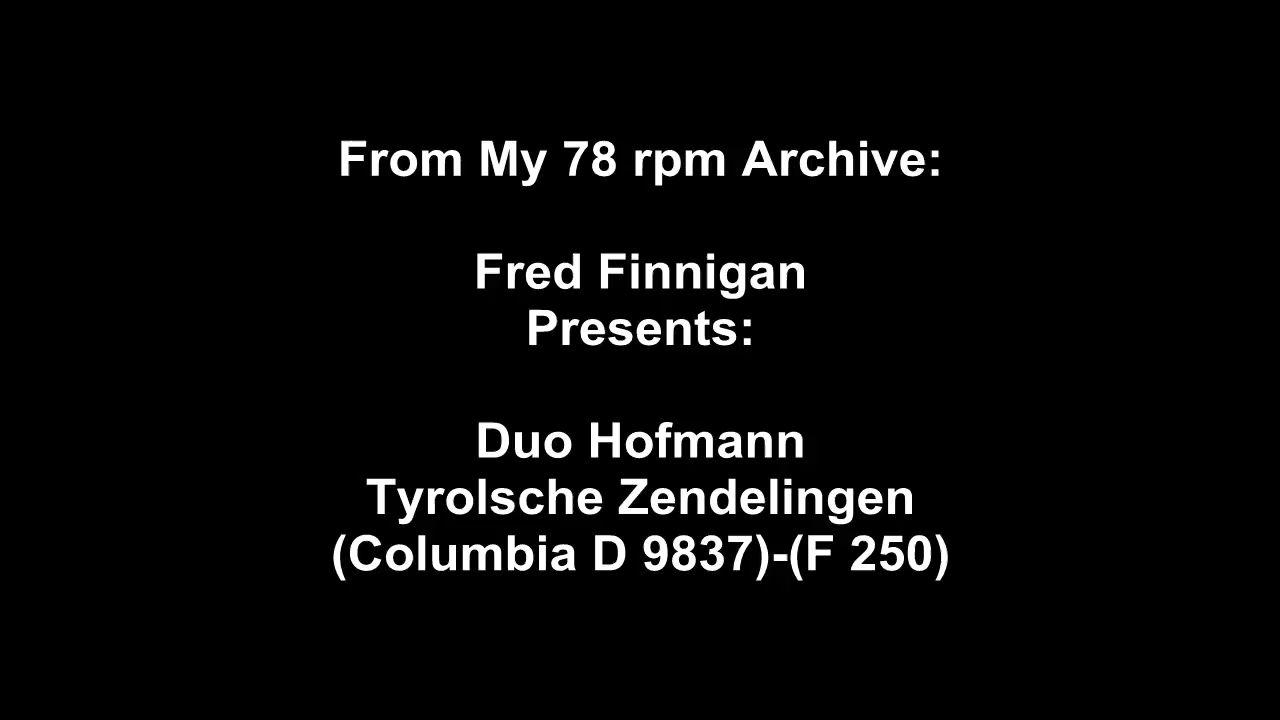 From My 78 rpm Archive:
Fred Finnigan
Presents:
Duo Hofmann
Tyrolsche Zendelingen
(Columbia D 9837)-(F 250)